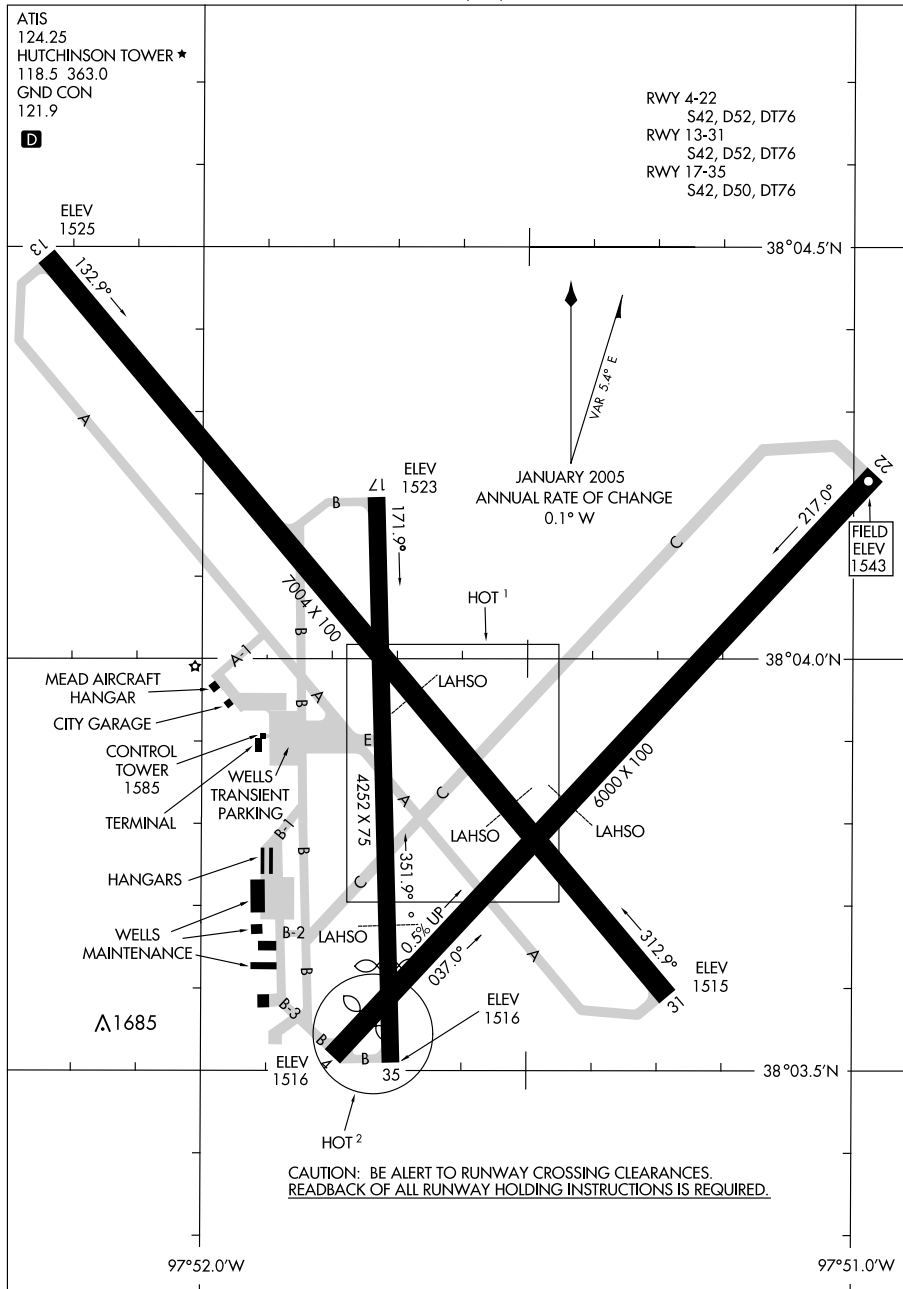 ATIS
124.25
HUTCHINSON TOWER ★
118.5 363.0
GND CON
121.9
D
RWY 4-22
S42, D52, DT76
RWY 13-31
S42, D52, DT76
RWY 17-35
S42, D50, DT76
ELEV
1525
13
132.9°
38°04.5'N
VAR 5.4° E
JANUARY 2005
ANNUAL RATE OF CHANGE
0.1° W
A
ELEV
1523
17
B
171.9°
22
217.0°
FIELD
ELEV
1543
C
7004 X 100
HOT 1
B
A-1
38°04.0'N
MEAD AIRCRAFT
HANGAR
CITY GARAGE
A
B
LAHSO
E
CONTROL
TOWER
1585
TERMINAL
WELLS
TRANSIENT
PARKING
4252 X 75
6000 X 100
A
C
LAHSO
LAHSO
B-1
B
HANGARS
351.9°
C
WELLS
MAINTENANCE
B-2
LAHSO
0.5% UP
037.0°
A
312.9°
ELEV
1515
31
B
B-3
1685
ELEV
1516
B
4
B
ELEV
1516
35
38°03.5'N
HOT 2
CAUTION: BE ALERT TO RUNWAY CROSSING CLEARANCES.
READBACK OF ALL RUNWAY HOLDING INSTRUCTIONS IS REQUIRED.
97°52.0'W
97°51.0'W